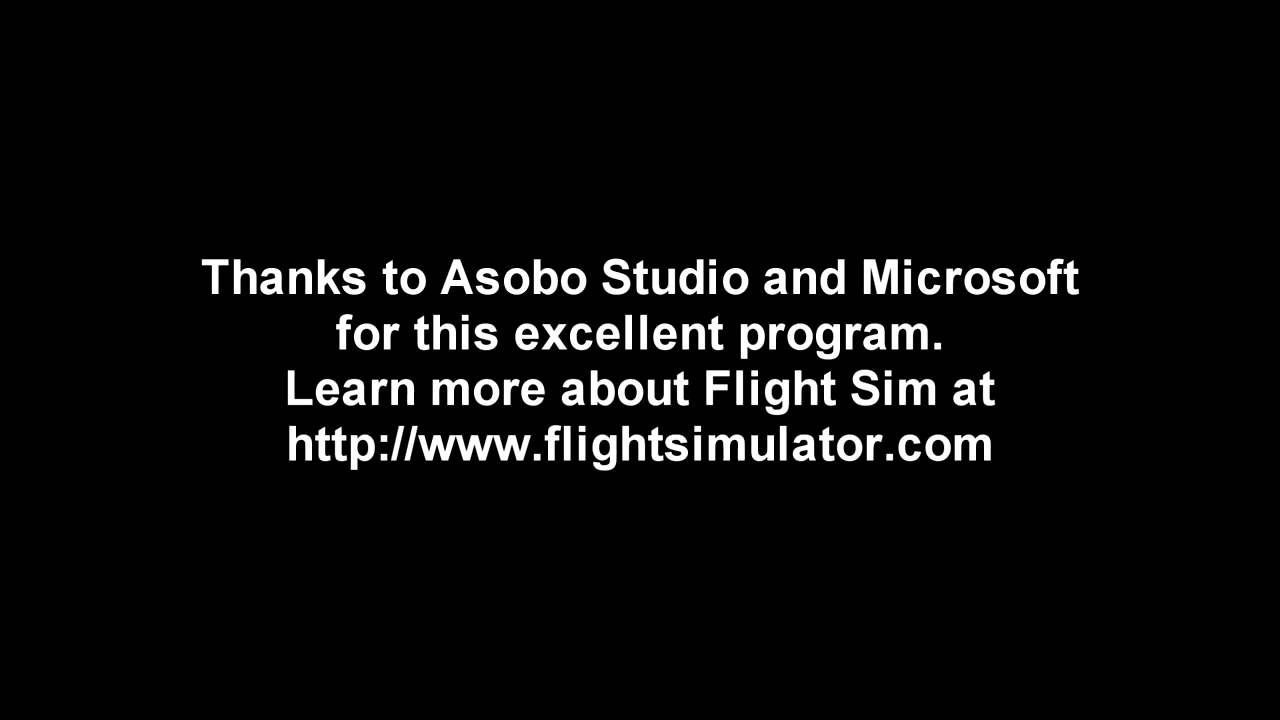 Thanks to Asobo Studio and Microsoft
for this excellent program.
Learn more about Flight Sim at
http://www.flightsimulator.com